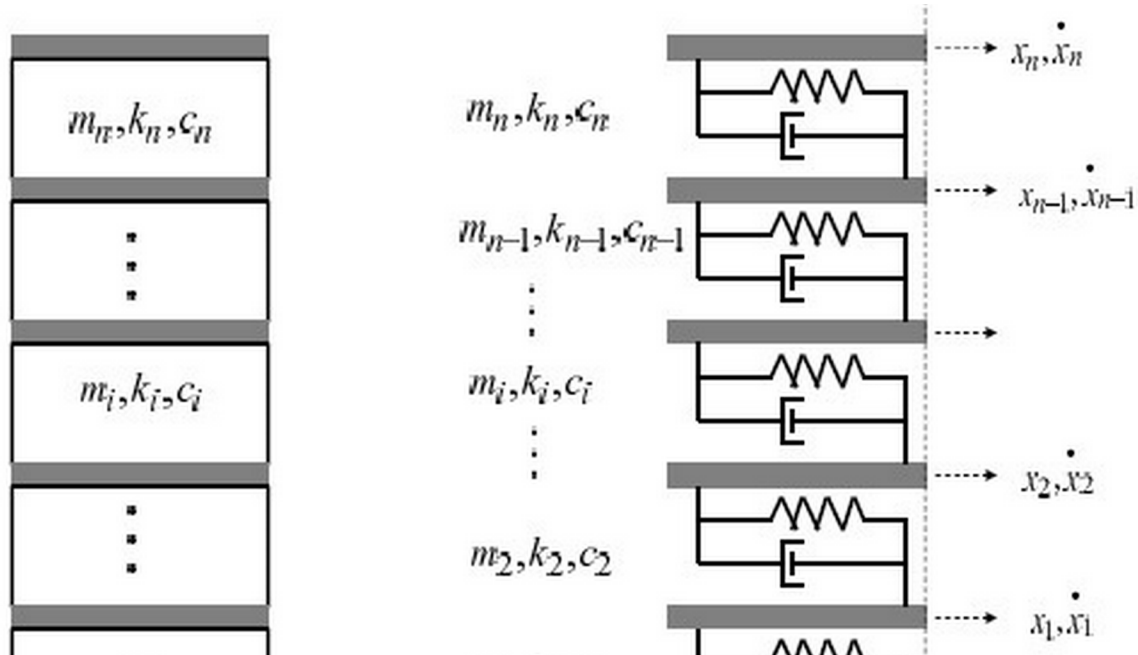 mₙ,kₙ,cₙ
mᵢ,kᵢ,cᵢ
mₙ,kₙ,cₙ
mₙ₋₁,kₙ₋₁,cₙ₋₁
mᵢ,kᵢ,cᵢ
m₂,k₂,c₂
xₙ,ẋₙ
xₙ₋₁,ẋₙ₋₁
x₂,ẋ₂
x₁,ẋ₁